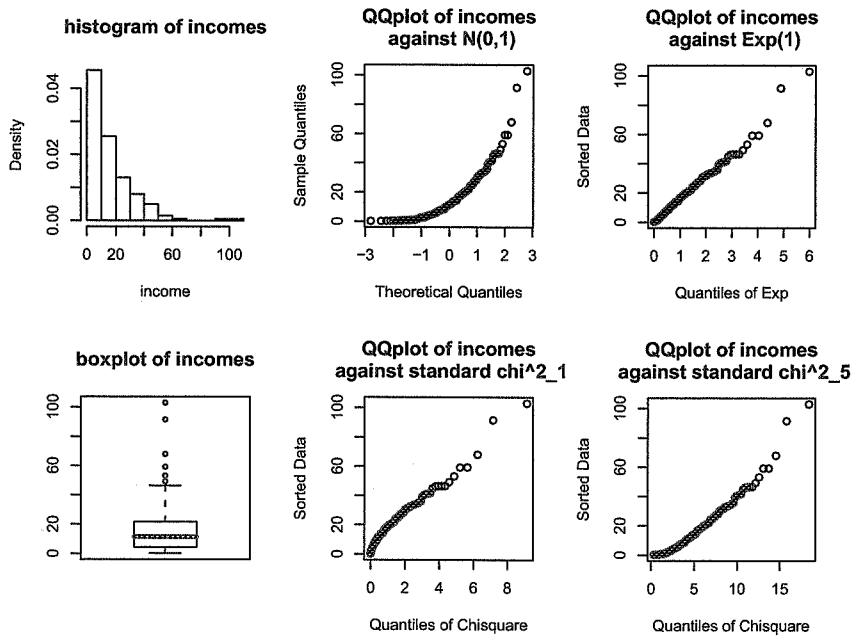 histogram of incomes
Density
0.00 0.02 0.04
0 20 60 100
income
QQplot of incomes
against N(0,1)
Sample Quantiles
0 20 60 100
−3 −1 0 1 2 3
Theoretical Quantiles
QQplot of incomes
against Exp(1)
Sorted Data
0 20 60 100
0 1 2 3 4 5 6
Quantiles of Exp
boxplot of incomes
0 20 60 100
QQplot of incomes
against standard chi^2_1
Sorted Data
0 20 60 100
0 2 4 6 8
Quantiles of Chisquare
QQplot of incomes
against standard chi^2_5
Sorted Data
0 20 60 100
0 5 10 15
Quantiles of Chisquare